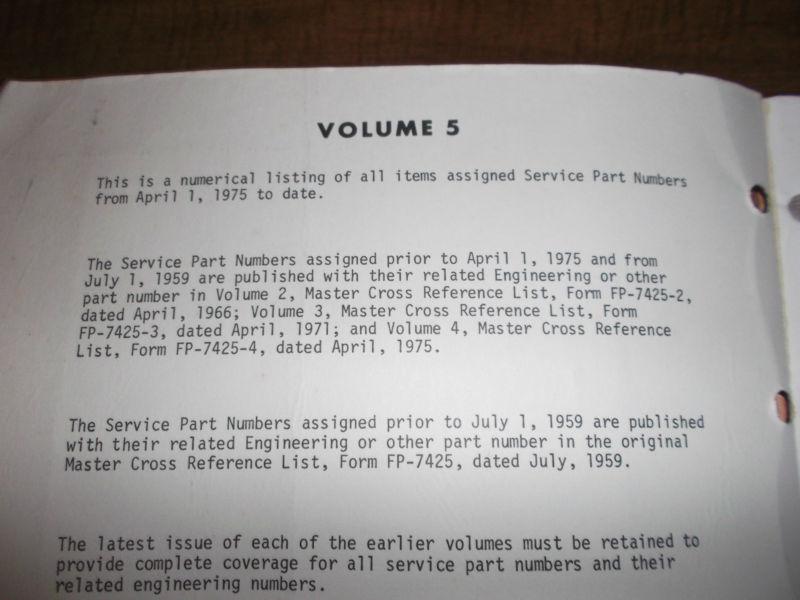 VOLUME 5
This is a numerical listing of all items assigned Service Part Numbers
from April 1, 1975 to date.
The Service Part Numbers assigned prior to April 1, 1975 and from
July 1, 1959 are published with their related Engineering or other
part number in Volume 2, Master Cross Reference List, Form FP-7425-2,
dated April, 1966; Volume 3, Master Cross Reference List, Form
FP-7425-3, dated April, 1971; and Volume 4, Master Cross Reference
List, Form FP-7425-4, dated April, 1975.
The Service Part Numbers assigned prior to July 1, 1959 are published
with their related Engineering or other part number in the original
Master Cross Reference List, Form FP-7425, dated July, 1959.
The latest issue of each of the earlier volumes must be retained to
provide complete coverage for all service part numbers and their
related engineering numbers.